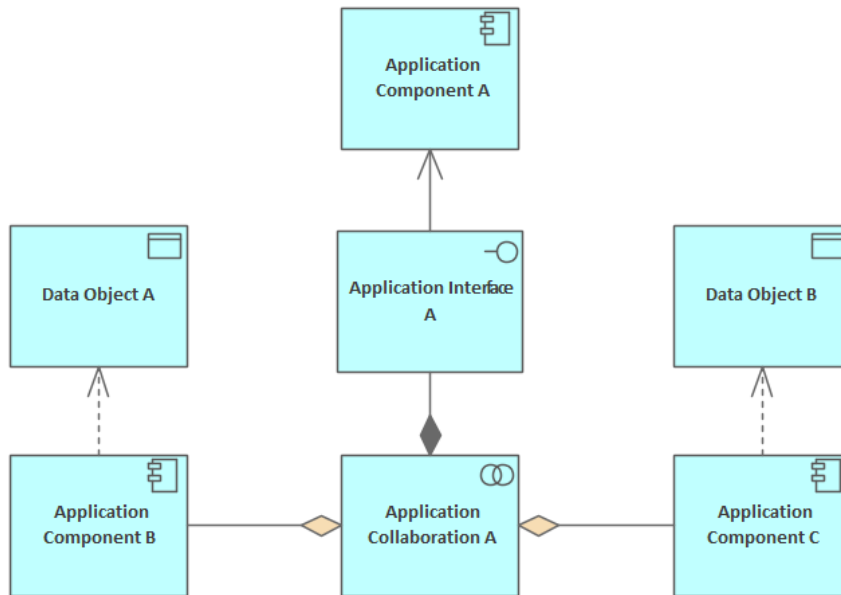 Application
Component A
Data Object A
Application Interface
A
Data Object B
Application
Component B
Application
Collaboration A
Application
Component C